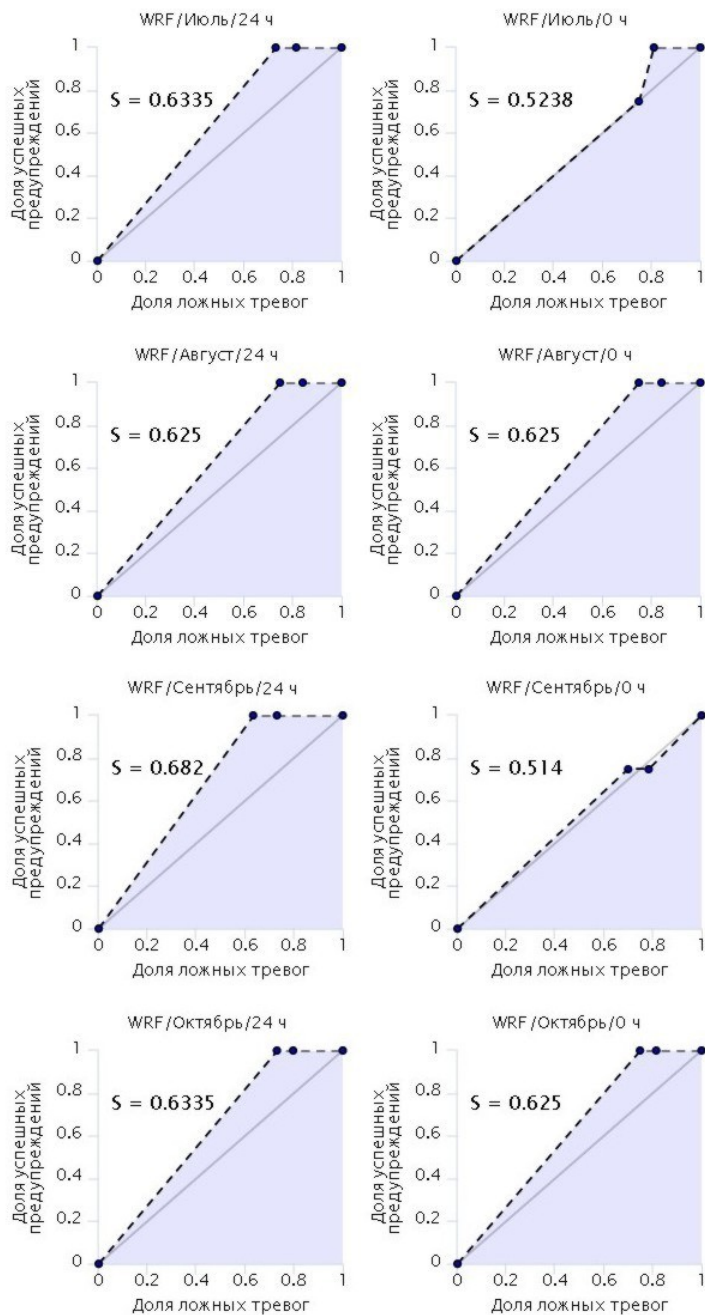 WRF/Июль/24 ч
Доля успешных
предупреждений
1
0.8
0.6
0.4
0.2
0
S = 0.6335
0 0.2 0.4 0.6 0.8 1
Доля ложных тревог
WRF/Июль/0 ч
Доля успешных
предупреждений
1
0.8
0.6
0.4
0.2
0
S = 0.5238
0 0.2 0.4 0.6 0.8 1
Доля ложных тревог
WRF/Август/24 ч
Доля успешных
предупреждений
1
0.8
0.6
0.4
0.2
0
S = 0.625
0 0.2 0.4 0.6 0.8 1
Доля ложных тревог
WRF/Август/0 ч
Доля успешных
предупреждений
1
0.8
0.6
0.4
0.2
0
S = 0.625
0 0.2 0.4 0.6 0.8 1
Доля ложных тревог
WRF/Сентябрь/24 ч
Доля успешных
предупреждений
1
0.8
0.6
0.4
0.2
0
S = 0.682
0 0.2 0.4 0.6 0.8 1
Доля ложных тревог
WRF/Сентябрь/0 ч
Доля успешных
предупреждений
1
0.8
0.6
0.4
0.2
0
S = 0.514
0 0.2 0.4 0.6 0.8 1
Доля ложных тревог
WRF/Октябрь/24 ч
Доля успешных
предупреждений
1
0.8
0.6
0.4
0.2
0
S = 0.6335
0 0.2 0.4 0.6 0.8 1
Доля ложных тревог
WRF/Октябрь/0 ч
Доля успешных
предупреждений
1
0.8
0.6
0.4
0.2
0
S = 0.625
0 0.2 0.4 0.6 0.8 1
Доля ложных тревог